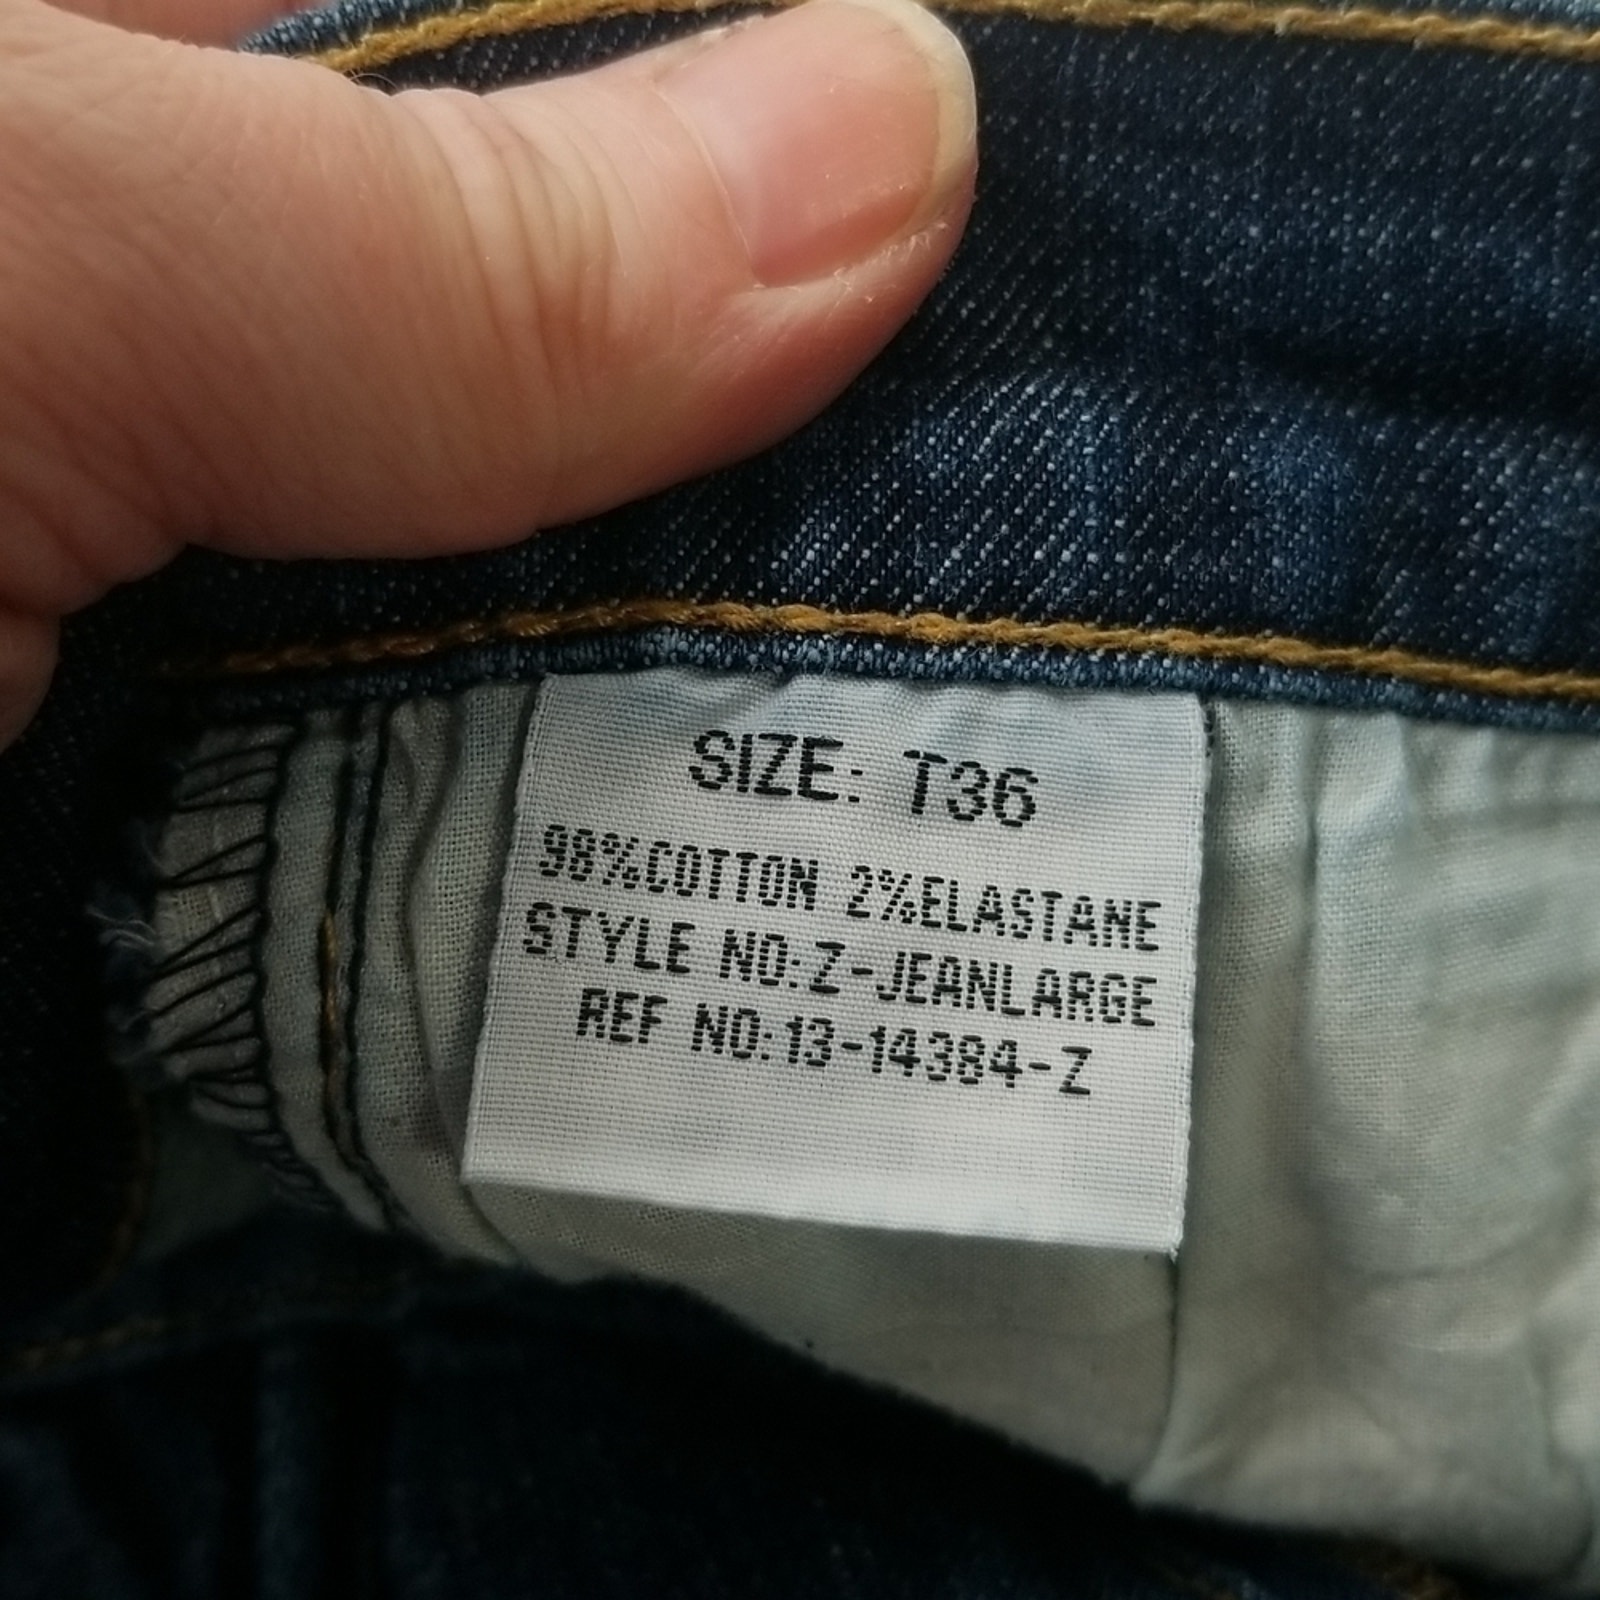 SIZE: T36
98%COTTON 2%ELASTANE
STYLE NO:Z-JEANLARGE
REF NO:13-14384-Z